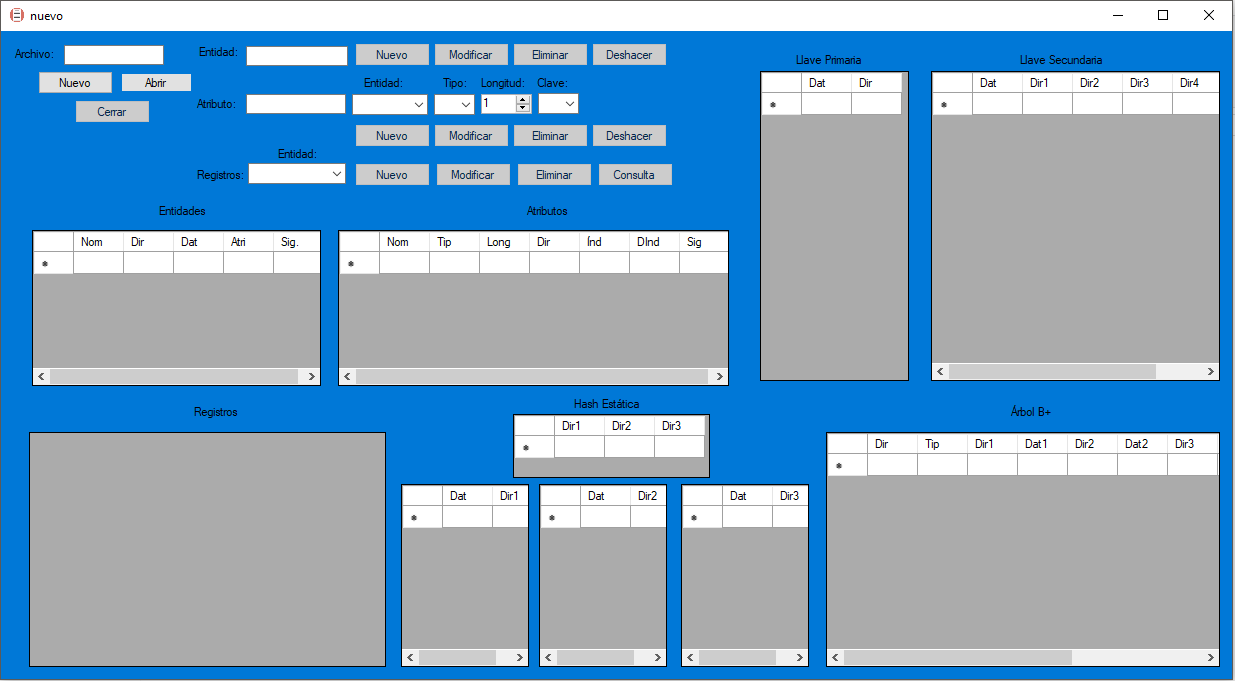 nuevo
Archivo:
Nuevo Abrir
Cerrar
Entidad: Nuevo Modificar Eliminar Deshacer
Entidad: Tipo: Longitud: Clave:
Atributo: 1
Nuevo Modificar Eliminar Deshacer
Entidad:
Registros: Nuevo Modificar Eliminar Consulta
Llave Primaria
Dat Dir
*
Llave Secundaria
Dat Dir1 Dir2 Dir3 Dir4
*
Entidades
Nom Dir Dat Atri Sig.
*
Atributos
Nom Tip Long Dir Índ DInd Sig
*
Registros
Hash Estática
Dir1 Dir2 Dir3
*
Dat Dir1
*
Dat Dir2
*
Dat Dir3
*
Árbol B+
Dir Tip Dir1 Dat1 Dir2 Dat2 Dir3
*